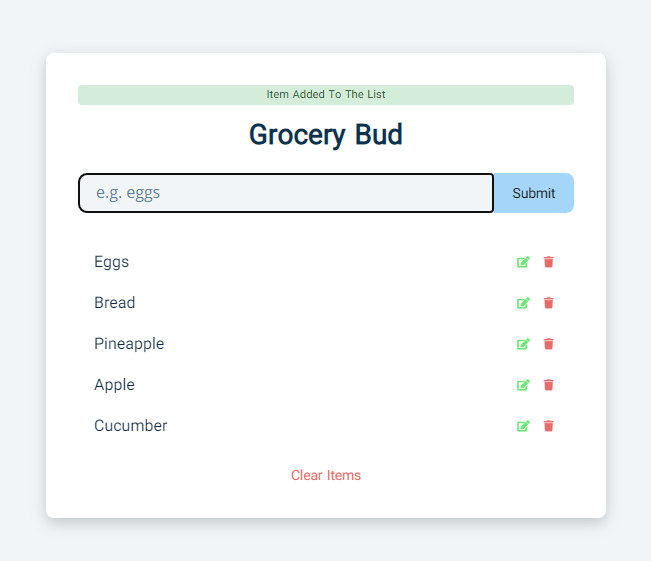 Item Added To The List
Grocery Bud
e.g. eggs
Submit
Eggs
Bread
Pineapple
Apple
Cucumber
Clear Items